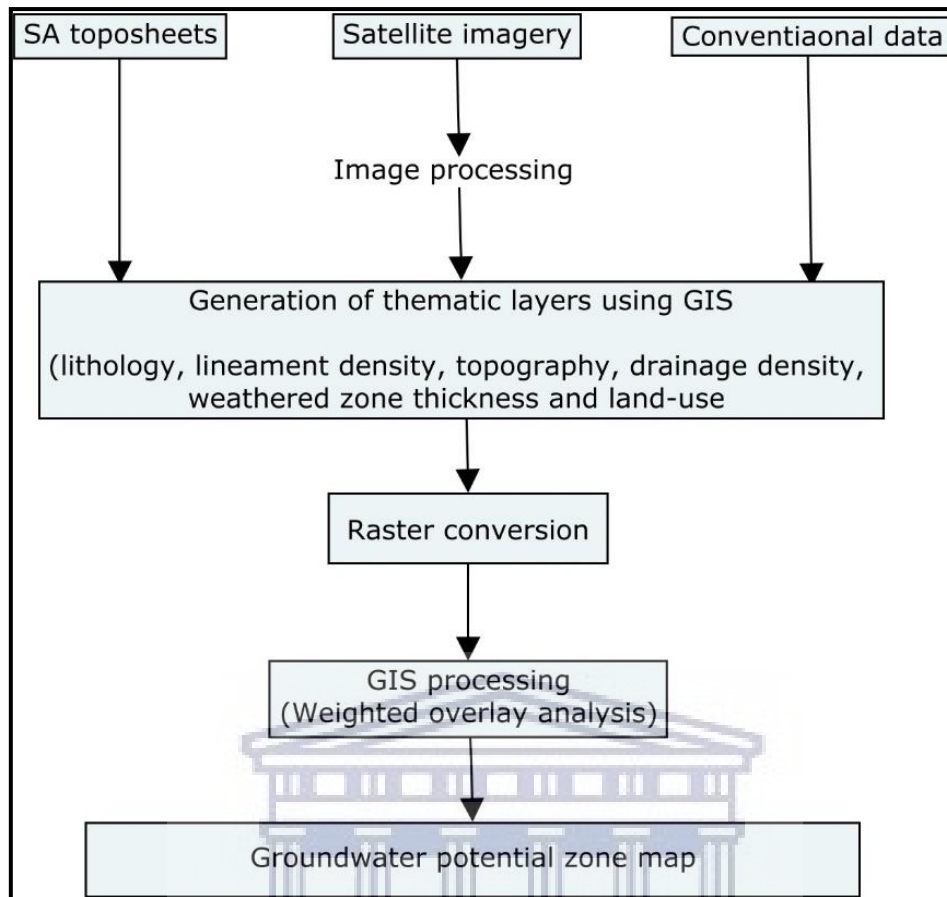 SA toposheets
Satellite imagery
Conventiaonal data
Image processing
Generation of thematic layers using GIS
(lithology, lineament density, topography, drainage density,
weathered zone thickness and land-use
Raster conversion
GIS processing
(Weighted overlay analysis)
Groundwater potential zone map